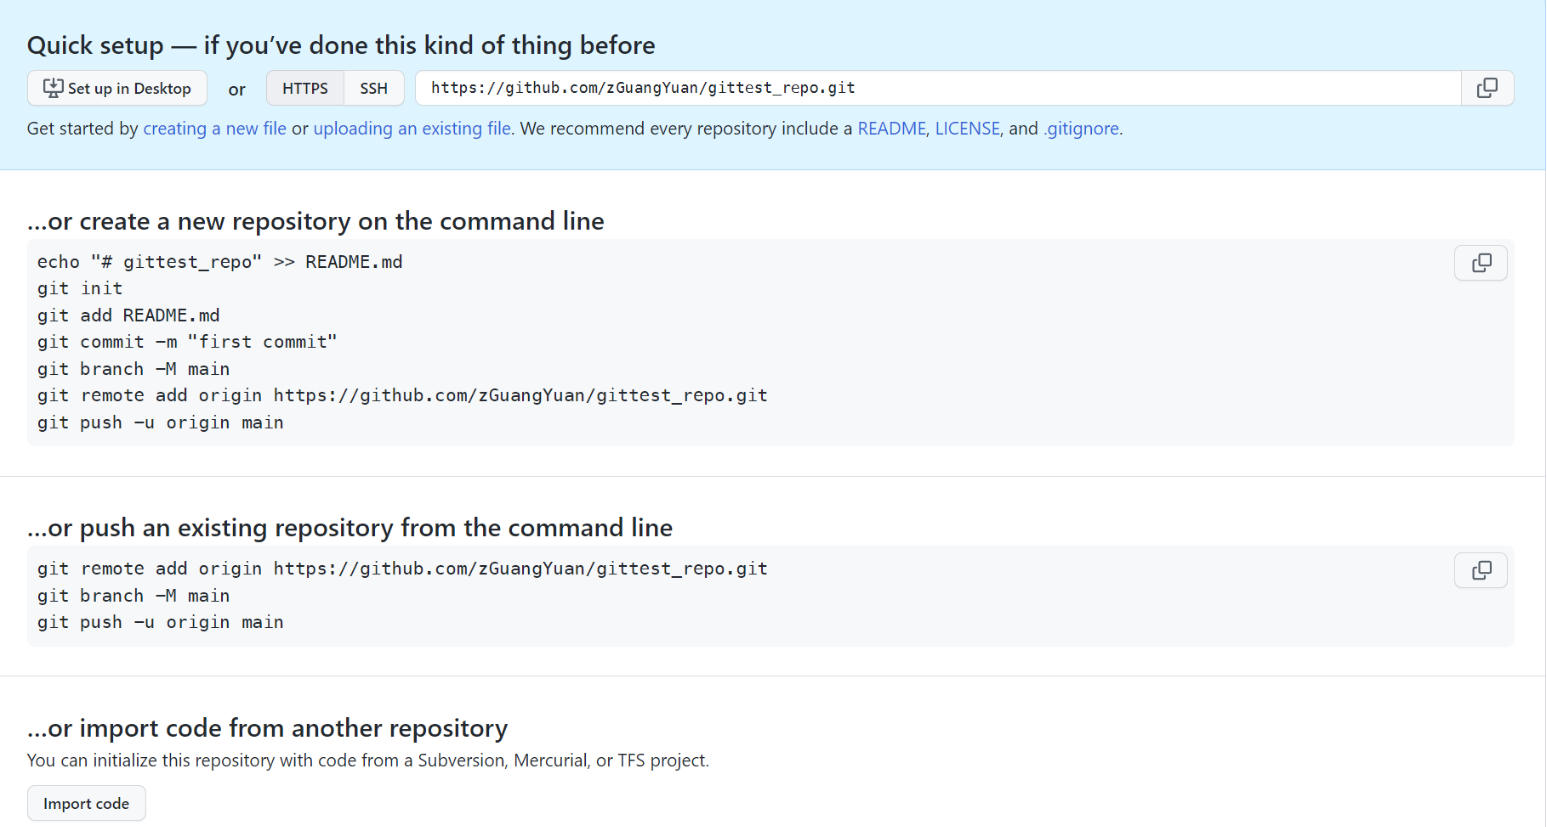 Quick setup — if you’ve done this kind of thing before
Set up in Desktop or HTTPS SSH https://github.com/zGuangYuan/gittest_repo.git
Get started by creating a new file or uploading an existing file. We recommend every repository include a README, LICENSE, and .gitignore.
…or create a new repository on the command line
echo "# gittest_repo" >> README.md
git init
git add README.md
git commit -m "first commit"
git branch -M main
git remote add origin https://github.com/zGuangYuan/gittest_repo.git
git push -u origin main
…or push an existing repository from the command line
git remote add origin https://github.com/zGuangYuan/gittest_repo.git
git branch -M main
git push -u origin main
…or import code from another repository
You can initialize this repository with code from a Subversion, Mercurial, or TFS project.
Import code